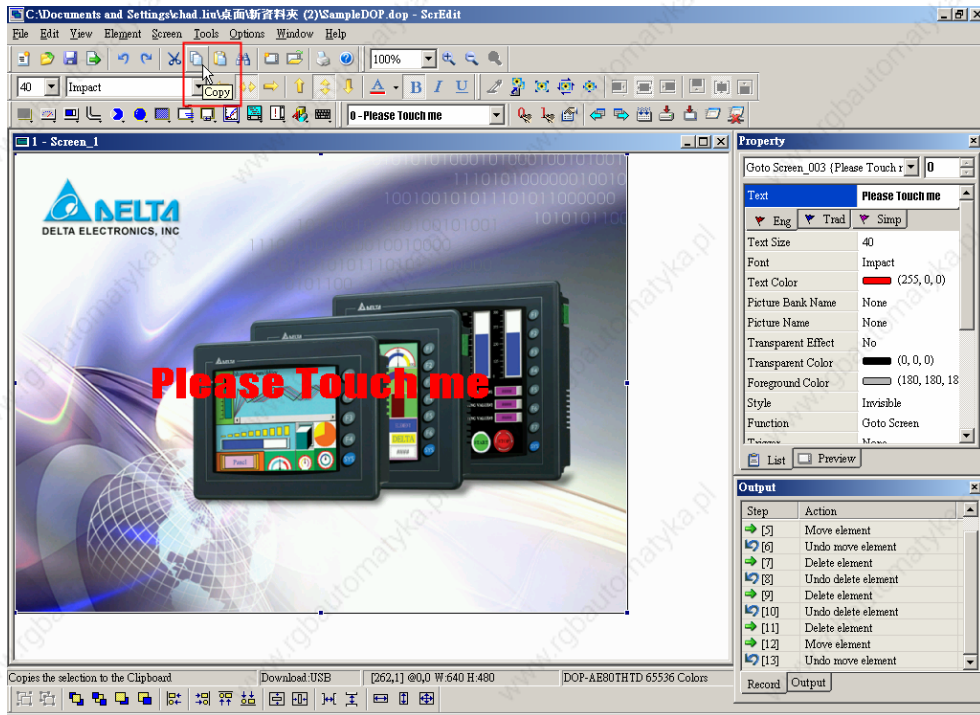 C:\Documents and Settings\chad.liu\桌面\新資料夾 (2)\SampleDOP.dop - ScrEdit
File Edit View Element Screen Tools Options Window Help
100%
40 Impact
Copy
A B I U
0 - Please Touch me
1 - Screen_1
DELTA
DELTA ELECTRONICS, INC
Please Touch me
Property
Goto Screen_003 {Please Touch r 0
Text Please Touch me
Eng Trad Simp
Text Size 40
Font Impact
Text Color (255, 0, 0)
Picture Bank Name None
Picture Name None
Transparent Effect No
Transparent Color (0, 0, 0)
Foreground Color (180, 180, 18
Style Invisible
Function Goto Screen
List Preview
Output
Step Action
[5] Move element
[6] Undo move element
[7] Delete element
[8] Undo delete element
[9] Delete element
[10] Undo delete element
[11] Delete element
[12] Move element
[13] Undo move element
Record Output
Copies the selection to the Clipboard Download:USB [262,1] @0,0 W:640 H:480 DOP-AE80THTD 65536 Colors
www.rgbautomatyka.pl